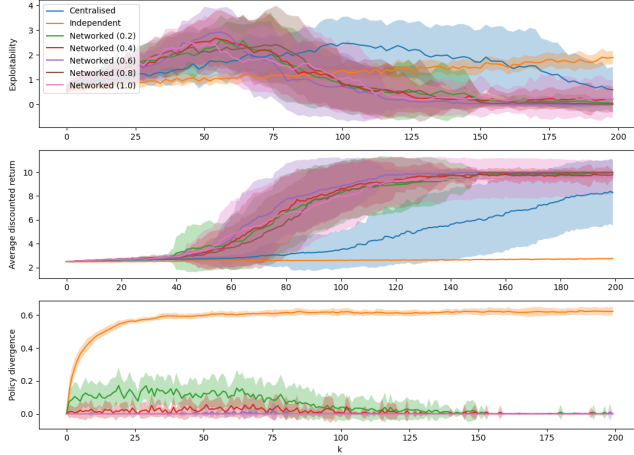 Exploitability
4
3
2
1
0
Centralised
Independent
Networked (0.2)
Networked (0.4)
Networked (0.6)
Networked (0.8)
Networked (1.0)
0 25 50 75 100 125 150 175 200
Average discounted return
10
8
6
4
2
0 20 40 60 80 100 120 140 160 180 200
Policy divergence
0.6
0.4
0.2
0.0
0 25 50 75 100 125 150 175 200
k